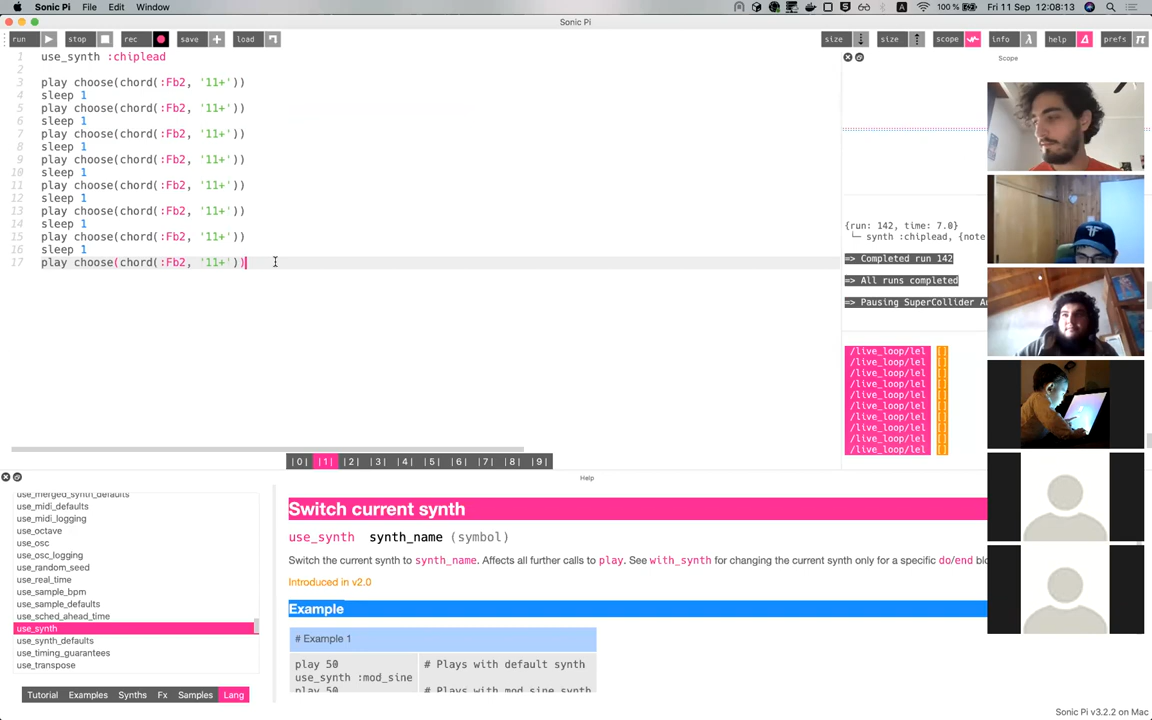 Sonic Pi File Edit Window
100 % Fri 11 Sep 12:08:13
Sonic Pi
run stop rec save load
size size scope info help prefs
1 use_synth :chiplead
2
3 play choose(chord(:Fb2, '11+'))
4 sleep 1
5 play choose(chord(:Fb2, '11+'))
6 sleep 1
7 play choose(chord(:Fb2, '11+'))
8 sleep 1
9 play choose(chord(:Fb2, '11+'))
10 sleep 1
11 play choose(chord(:Fb2, '11+'))
12 sleep 1
13 play choose(chord(:Fb2, '11+'))
14 sleep 1
15 play choose(chord(:Fb2, '11+'))
16 sleep 1
17 play choose(chord(:Fb2, '11+'))
Scope
{run: 142, time: 7.0}
└─ synth :chiplead, {note
=> Completed run 142
=> All runs completed
=> Pausing SuperCollider Au
/live_loop/lel []
/live_loop/lel []
/live_loop/lel []
/live_loop/lel []
/live_loop/lel []
/live_loop/lel []
/live_loop/lel []
/live_loop/lel []
/live_loop/lel []
/live_loop/lel []
|0| |1| |2| |3| |4| |5| |6| |7| |8| |9|
Help
use_merged_synth_defaults
use_midi_defaults
use_midi_logging
use_octave
use_osc
use_osc_logging
use_random_seed
use_real_time
use_sample_bpm
use_sample_defaults
use_sched_ahead_time
use_synth
use_synth_defaults
use_timing_guarantees
use_transpose
Tutorial Examples Synths Fx Samples Lang
Switch current synth
use_synth synth_name (symbol)
Switch the current synth to synth_name. Affects all further calls to play. See with_synth for changing the current synth only for a specific do/end blo
Introduced in v2.0
Example
# Example 1
play 50 # Plays with default synth
use_synth :mod_sine
play 50 # Plays with mod_sine synth
Sonic Pi v3.2.2 on Mac